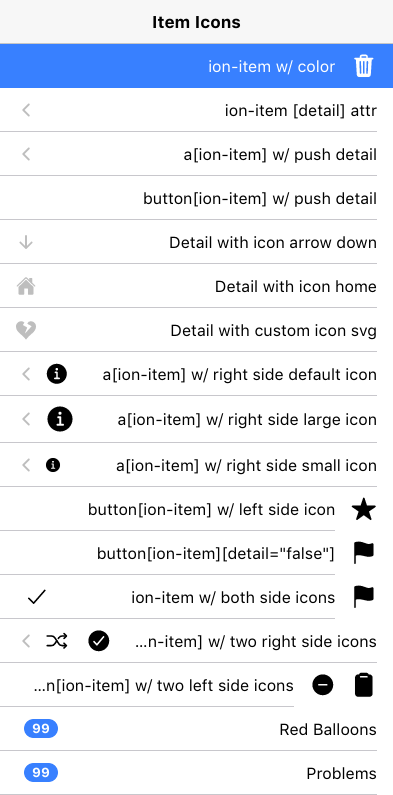 Item Icons
ion-item w/ color
ion-item [detail] attr
a[ion-item] w/ push detail
button[ion-item] w/ push detail
Detail with icon arrow down
Detail with icon home
Detail with custom icon svg
a[ion-item] w/ right side default icon
a[ion-item] w/ right side large icon
a[ion-item] w/ right side small icon
button[ion-item] w/ left side icon
button[ion-item][detail="false"]
ion-item w/ both side icons
...n-item] w/ two right side icons
...n[ion-item] w/ two left side icons
Red Balloons 99
Problems 99